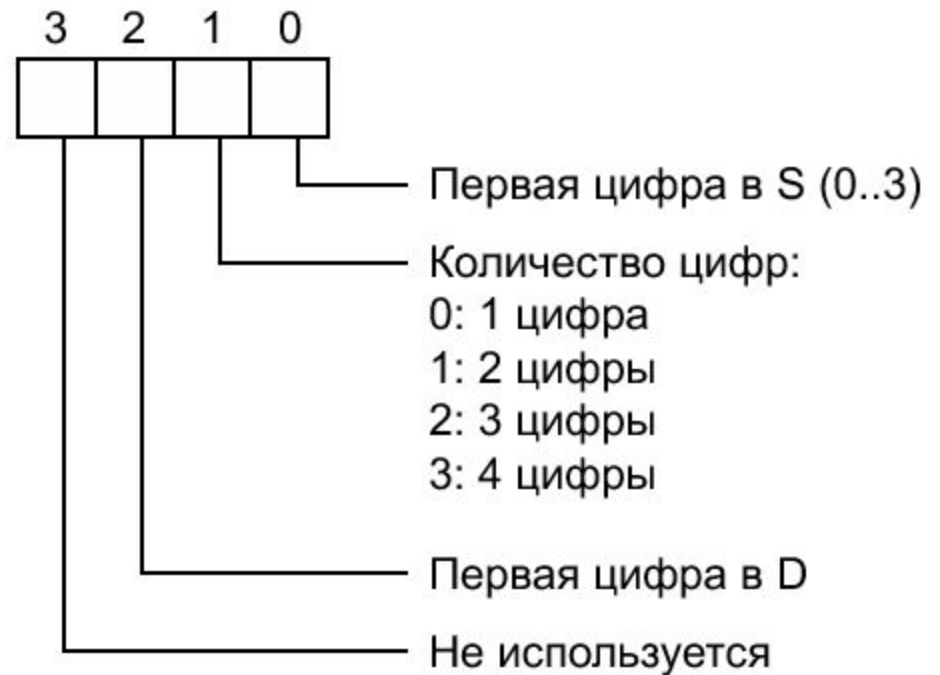 3 2 1 0
Первая цифра в S (0..3)
Количество цифр:
0: 1 цифра
1: 2 цифры
2: 3 цифры
3: 4 цифры
Первая цифра в D
Не используется